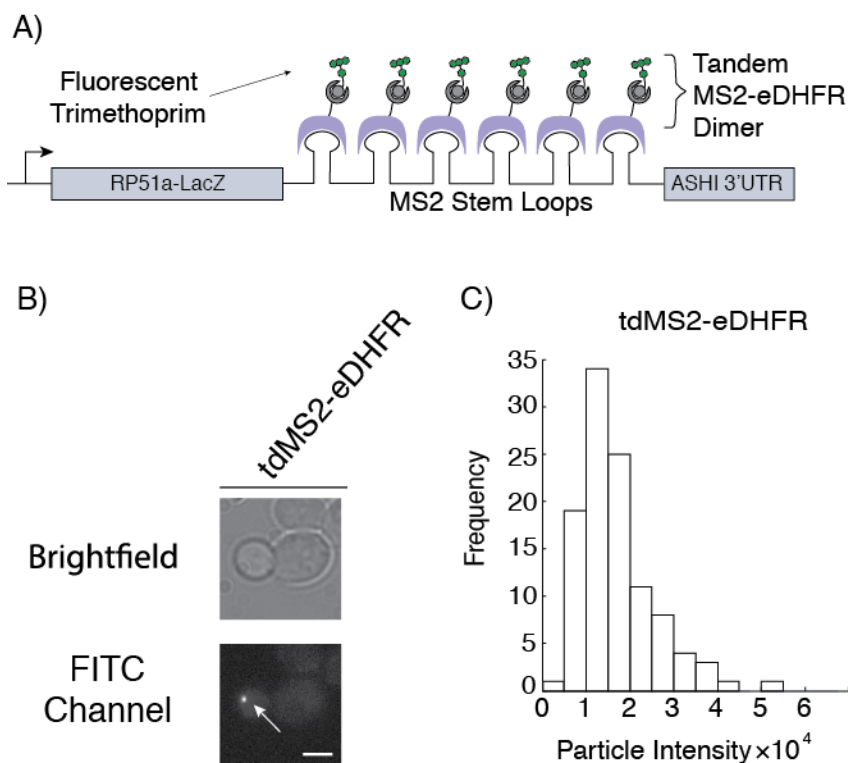 A)
Fluorescent
Trimethoprim
Tandem
MS2-eDHFR
Dimer
RP51a-LacZ
MS2 Stem Loops
ASHI 3'UTR
B)
tdMS2-eDHFR
Brightfield
FITC
Channel
C)
tdMS2-eDHFR
Frequency
35
30
25
20
15
10
5
0
0 1 2 3 4 5 6
Particle Intensity ×10⁴